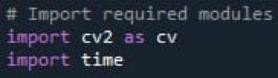 # Import required modules
import cv2 as cv
import time